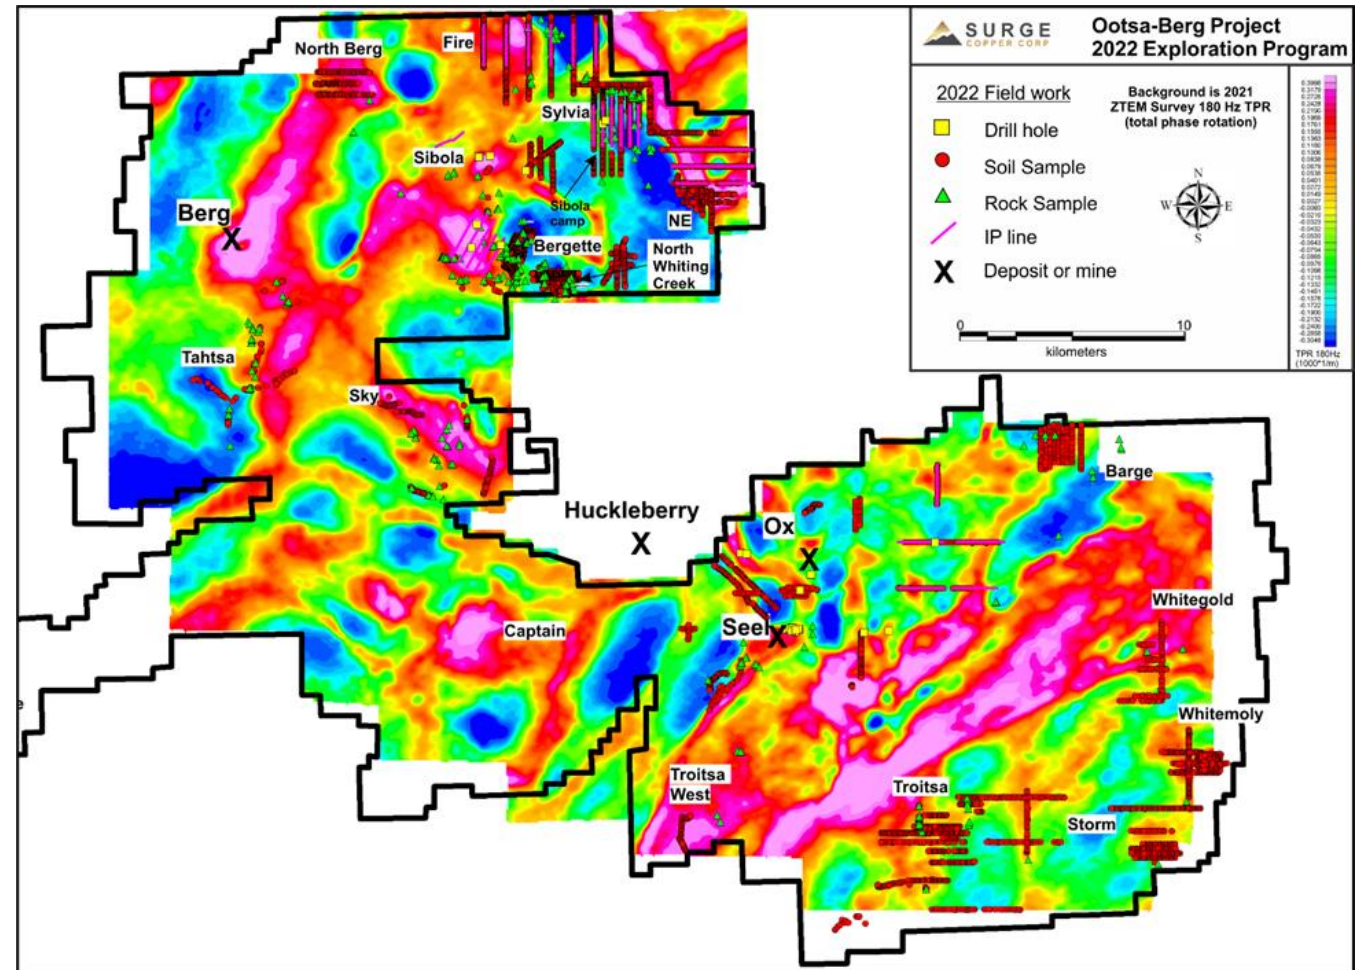 SURGE
COPPER CORP
Ootsa-Berg Project
2022 Exploration Program
2022 Field work
Drill hole
Soil Sample
Rock Sample
IP line
X
Deposit or mine
Background is 2021
ZTEM Survey 180 Hz TPR
(total phase rotation)
N
W
E
S
0
10
kilometers
TPR 180Hz
(1000*1/m)
North Berg
Fire
Sylvia
Sibola
Sibola
camp
NE
Berg
X
Bergette
North
Whiting
Creek
Tahtsa
Sky
Barge
Huckleberry
X
Ox
X
Whitegold
Captain
Seel
X
Whitemoly
e
Troitsa
West
Troitsa
Storm